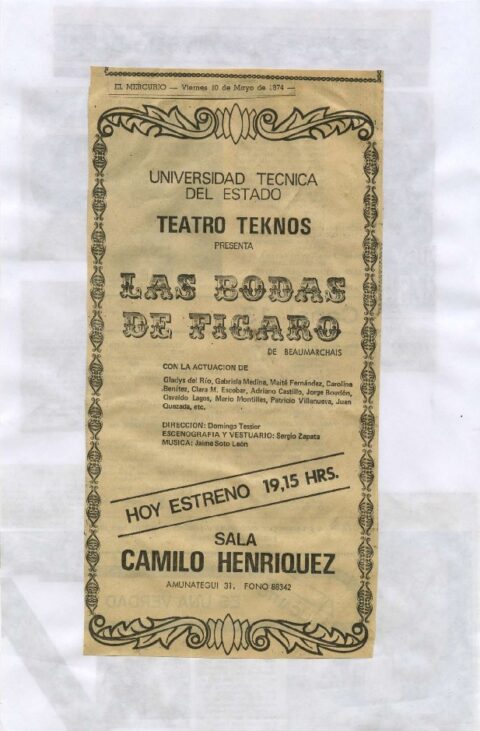 EL MERCURIO — Viernes 10 de Mayo de 1974 —
UNIVERSIDAD TECNICA
DEL ESTADO
TEATRO TEKNOS
PRESENTA
LAS BODAS
DE FIGARO
DE BEAUMARCHAIS
CON LA ACTUACION DE
Gladys del Río, Gabriela Medina, Maité Fernández, Carolina
Benítez, Clara M. Escobar, Adriano Castillo, Jorge Boudón,
Osvaldo Lagos, Mario Montilles, Patricio Villanueva, Juan
Quezada, etc.
DIRECCION: Domingo Tessier
ESCENOGRAFIA Y VESTUARIO: Sergio Zapata
MUSICA: Jaime Soto León
HOY ESTRENO 19,15 HRS.
SALA
CAMILO HENRIQUEZ
AMUNATEGUI 31. FONO 88342
ES UNA VERDAD